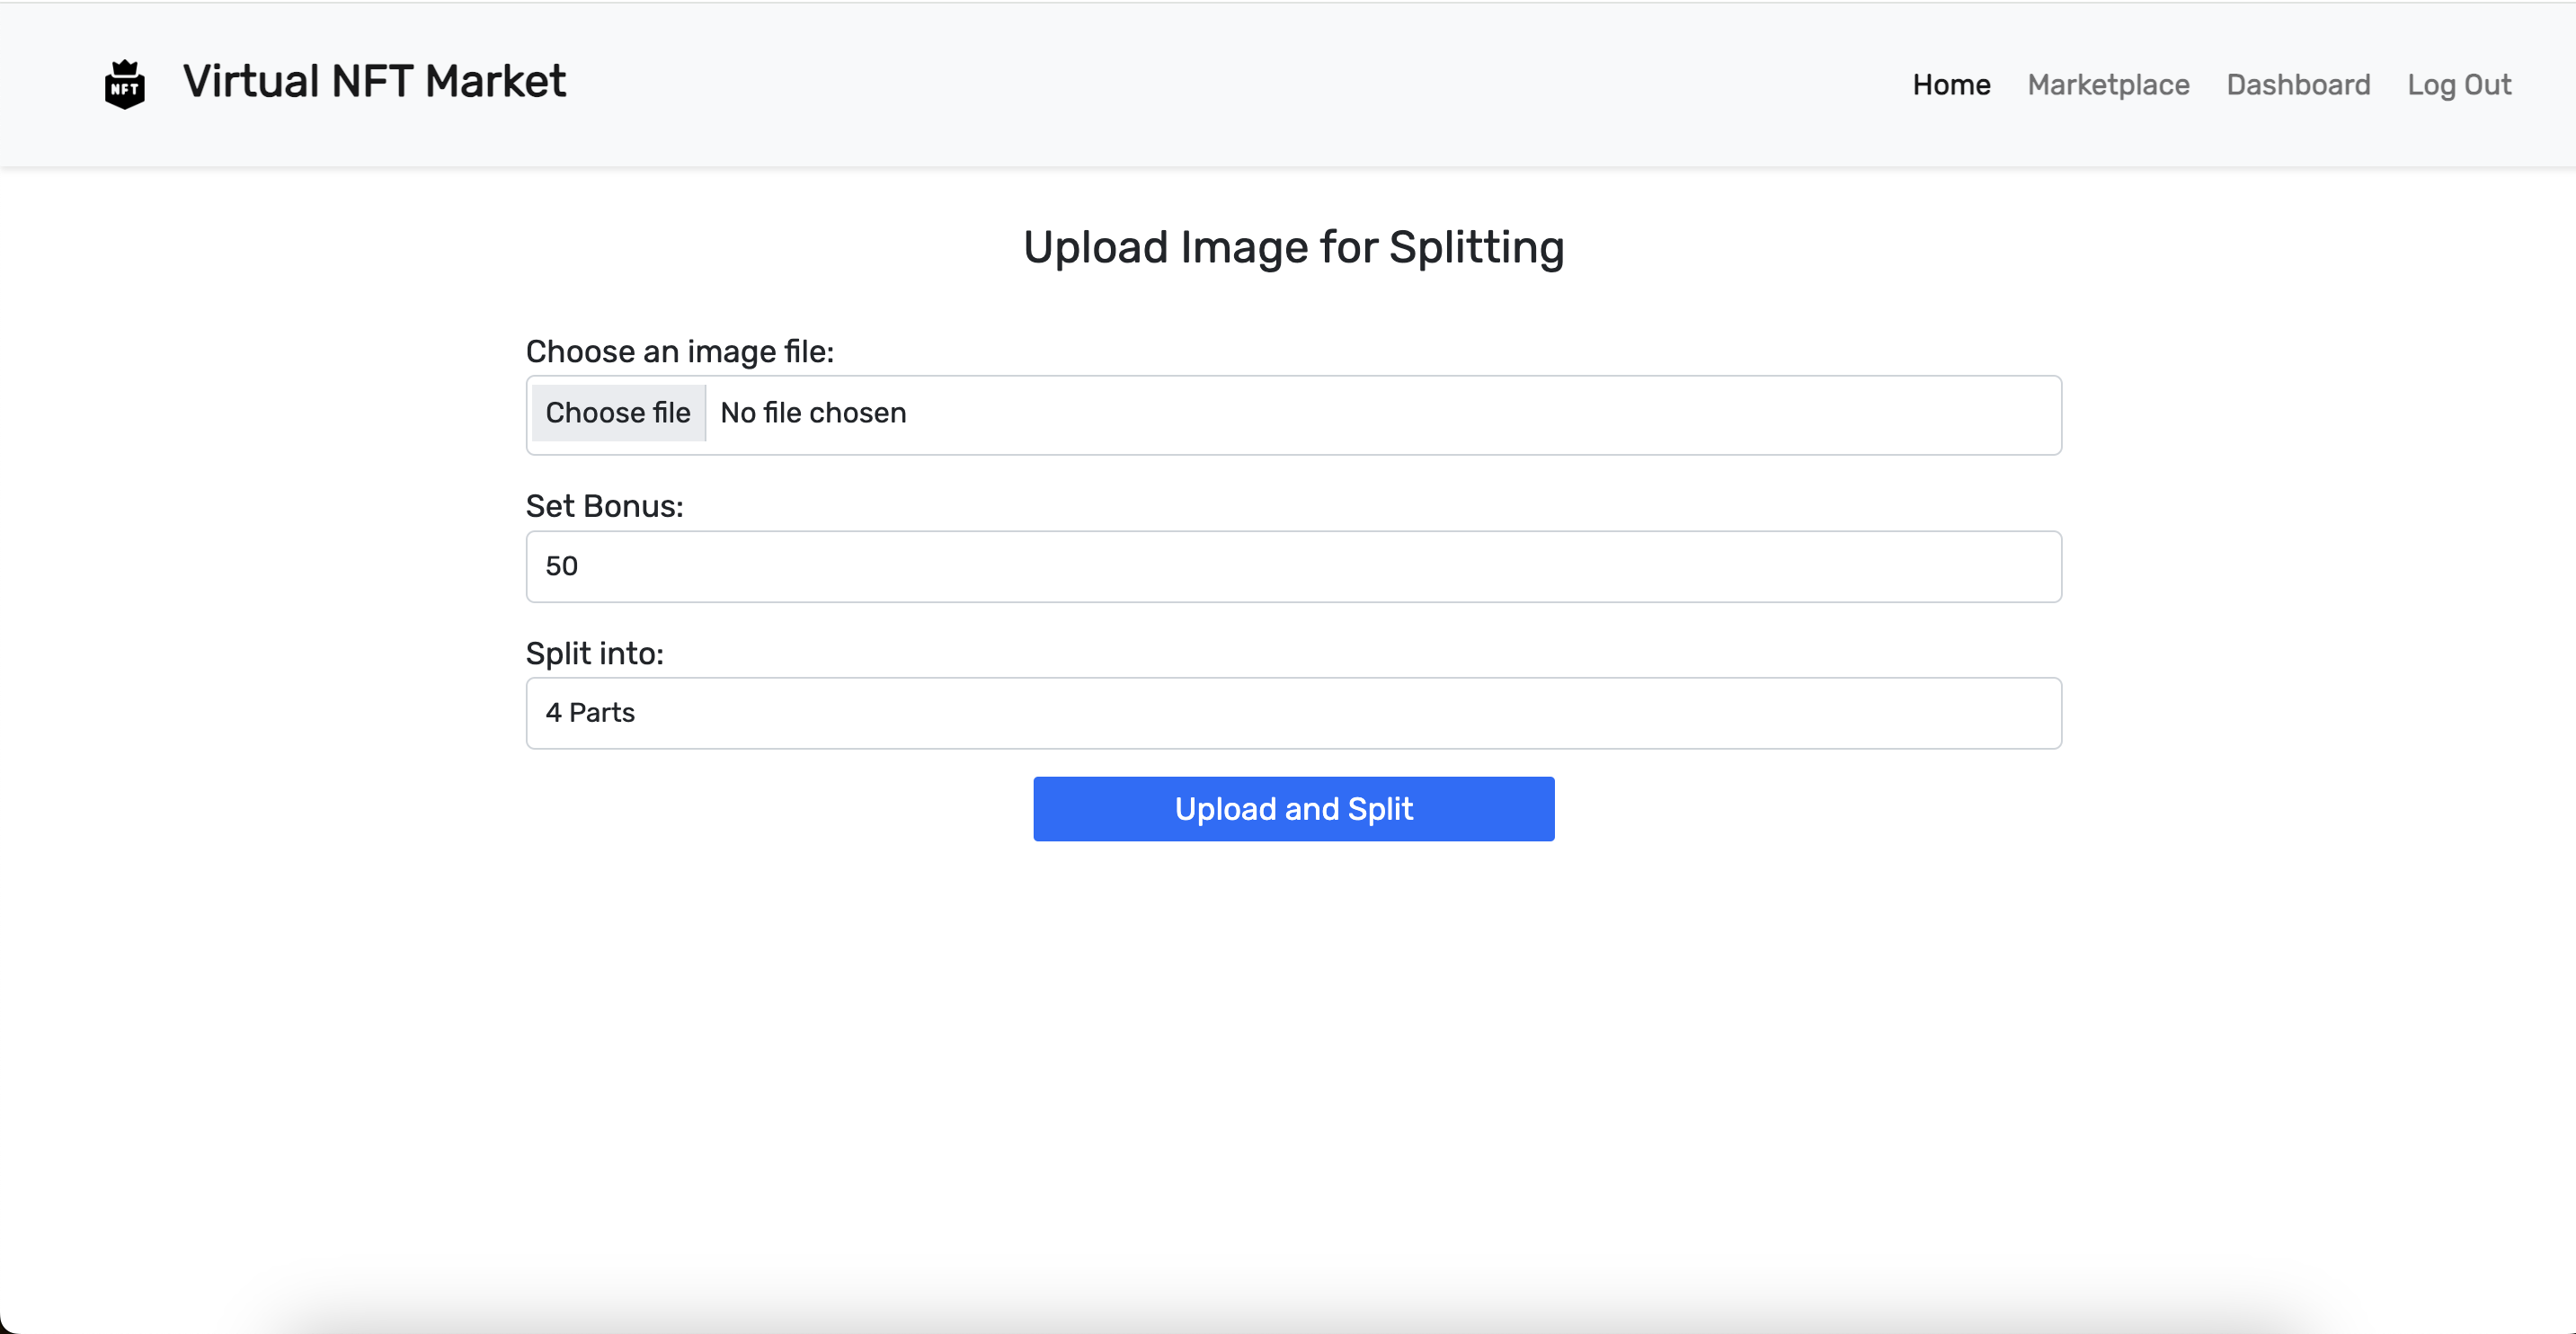 NFT
Virtual NFT Market
Home Marketplace Dashboard Log Out
Upload Image for Splitting
Choose an image file:
Choose file No file chosen
Set Bonus:
50
Split into:
4 Parts
Upload and Split